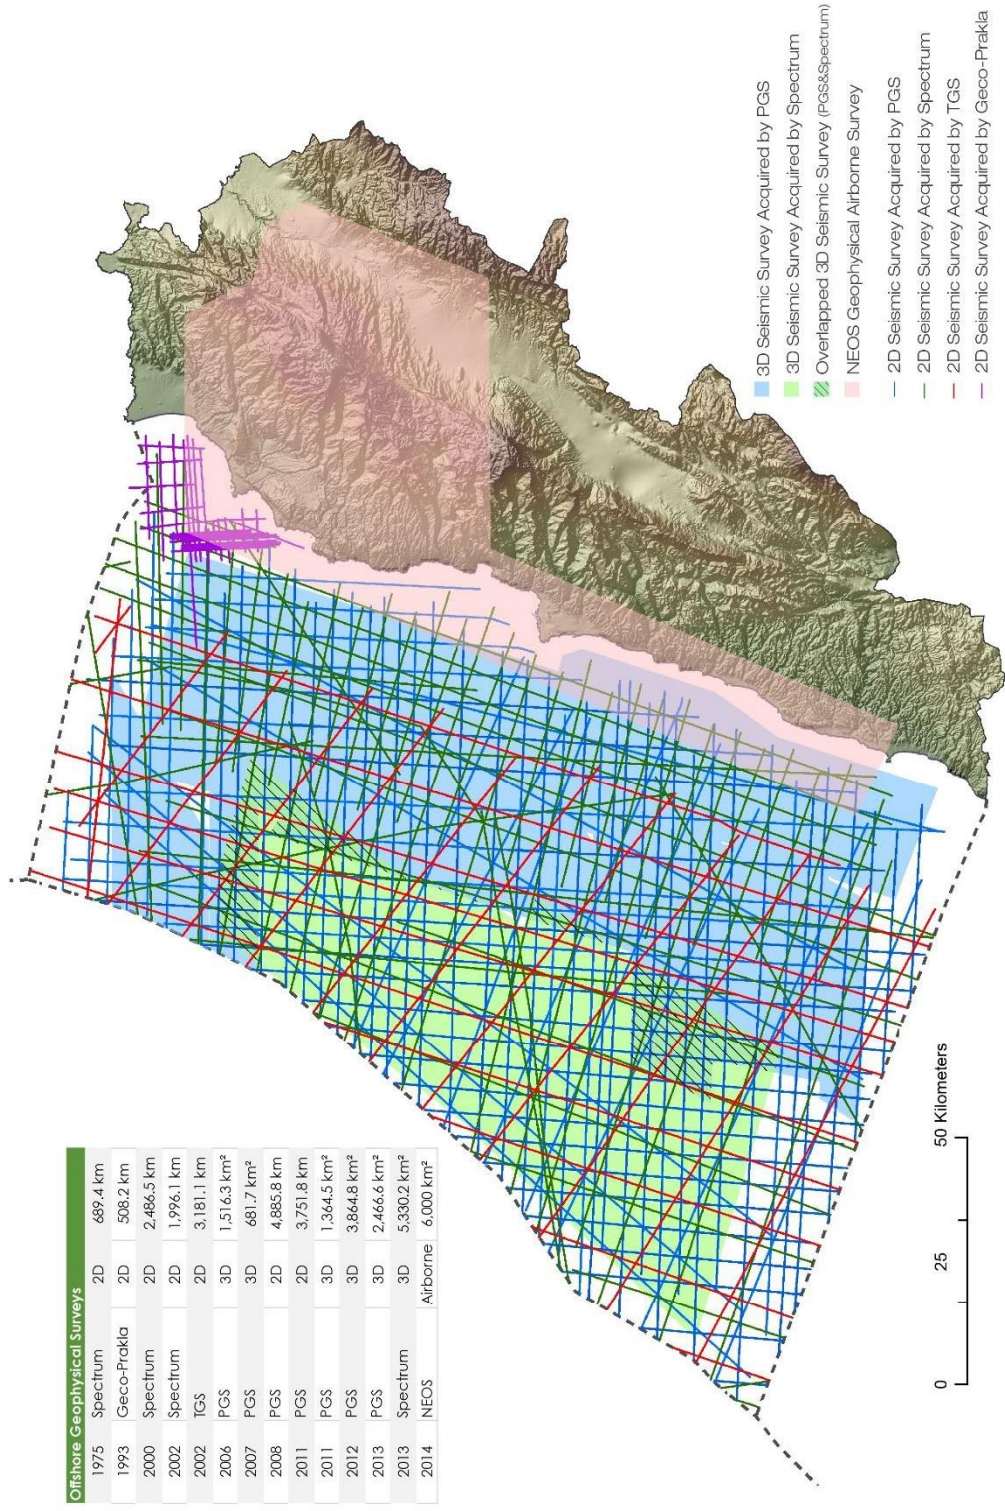 Offshore Geophysical Surveys
1975 Spectrum 2D 689.4 km
1993 Geco-Prakla 2D 508.2 km
2000 Spectrum 2D 2,486.5 km
2002 Spectrum 2D 1,996.1 km
2002 TGS 2D 3,181.1 km
2006 PGS 3D 1,516.3 km²
2007 PGS 3D 681.7 km²
2008 PGS 2D 4,885.8 km
2011 PGS 2D 3,751.8 km
2011 PGS 3D 1,364.5 km²
2012 PGS 3D 3,864.8 km²
2013 PGS 3D 2,466.6 km²
2013 Spectrum 3D 5,330.2 km²
2014 NEOS Airborne 6,000 km²
0 25 50 Kilometers
3D Seismic Survey Acquired by PGS
3D Seismic Survey Acquired by Spectrum
Overlapped 3D Seismic Survey (PGS&Spectrum)
NEOS Geophysical Airborne Survey
2D Seismic Survey Acquired by PGS
2D Seismic Survey Acquired by Spectrum
2D Seismic Survey Acquired by TGS
2D Seismic Survey Acquired by Geco-Prakla